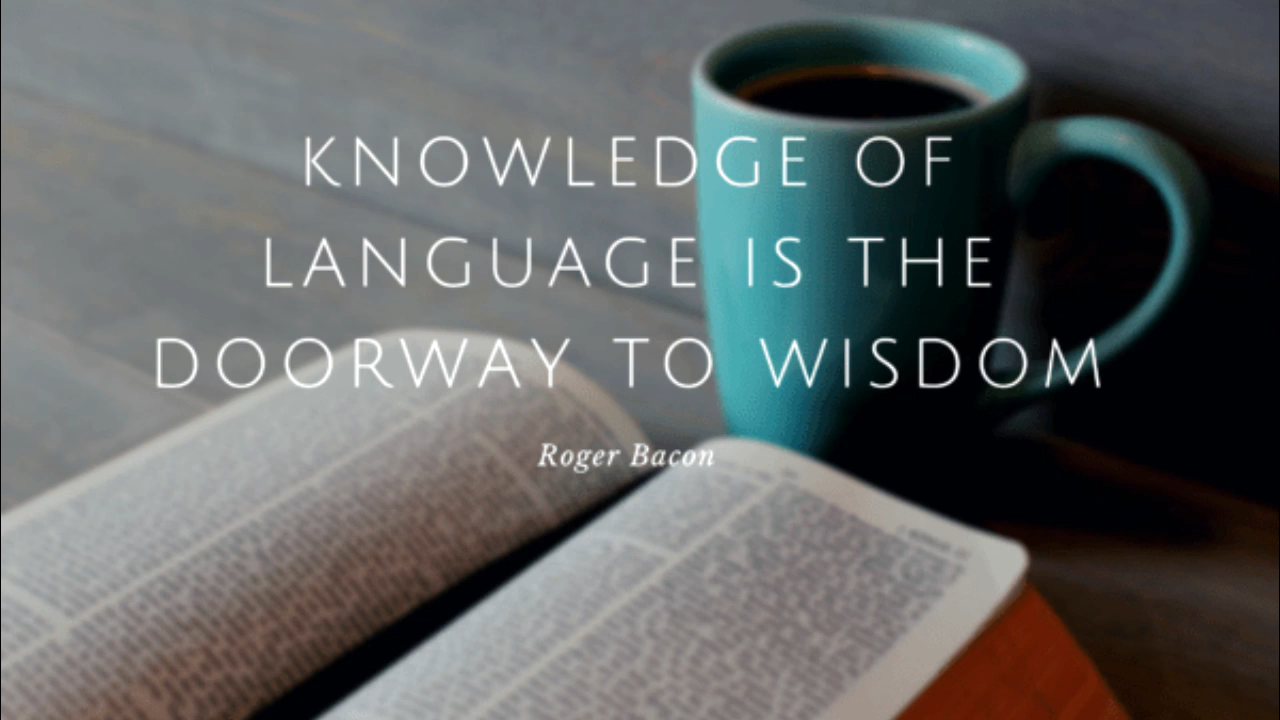 KNOWLEDGE OF
LANGUAGE IS THE
DOORWAY TO WISDOM
Roger Bacon